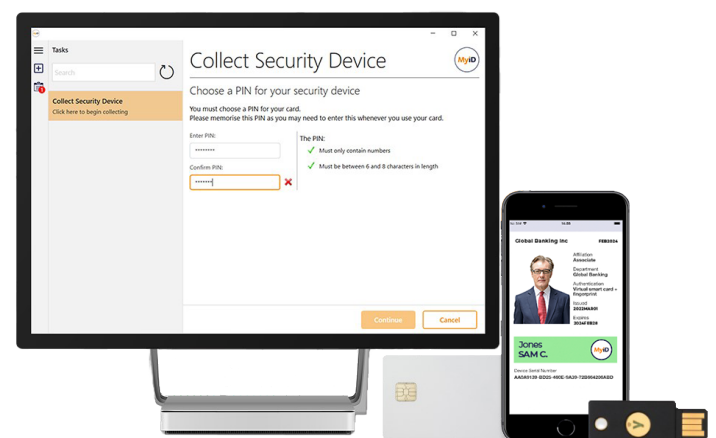 Tasks
Search
Collect Security Device
Click here to begin collecting
Collect Security Device
MyiD
Choose a PIN for your security device
You must choose a PIN for your card.
Please memorise this PIN as you may need to enter this whenever you use your card.
Enter PIN:
Confirm PIN:
The PIN:
Must only contain numbers
Must be between 6 and 8 characters in length
Continue
Cancel
Global Banking Inc
FEB2026
Affiliation
Associate
Department
Global Banking
Authentication
Virtual smart card +
fingerprint
Issued
2022MAR01
Expires
2026FEB28
Jones
SAM C.
MyiD
Device Serial Number